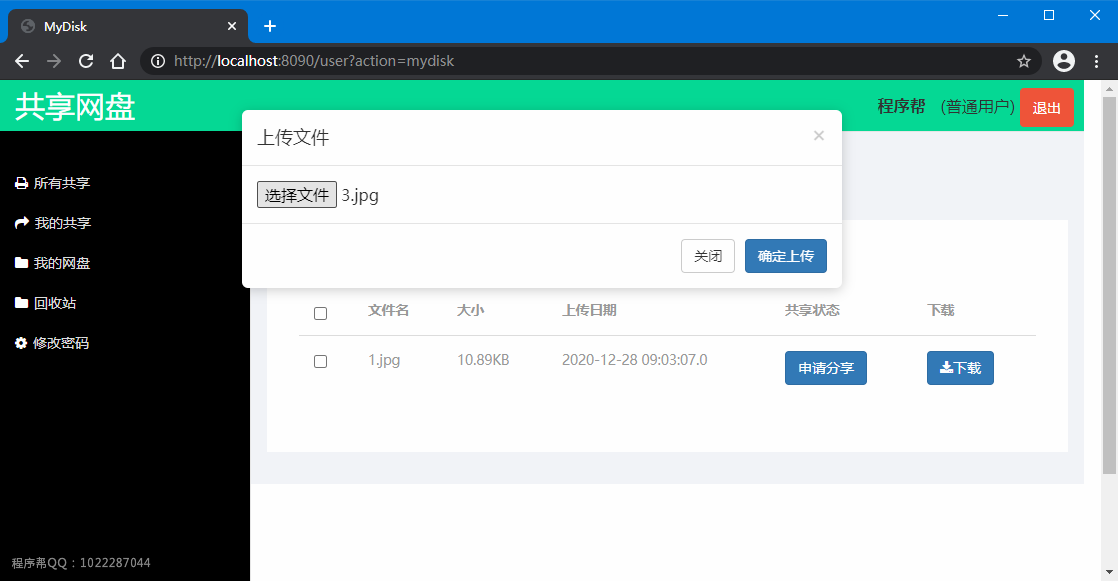 MyDisk
http://localhost:8090/user?action=mydisk
共享网盘
程序帮 (普通用户) 退出
上传文件 ×
选择文件 3.jpg
关闭 确定上传
所有共享
我的共享
我的网盘
回收站
修改密码
文件名 大小 上传日期 共享状态 下载
1.jpg 10.89KB 2020-12-28 09:03:07.0 申请分享 下载
程序帮QQ：1022287044